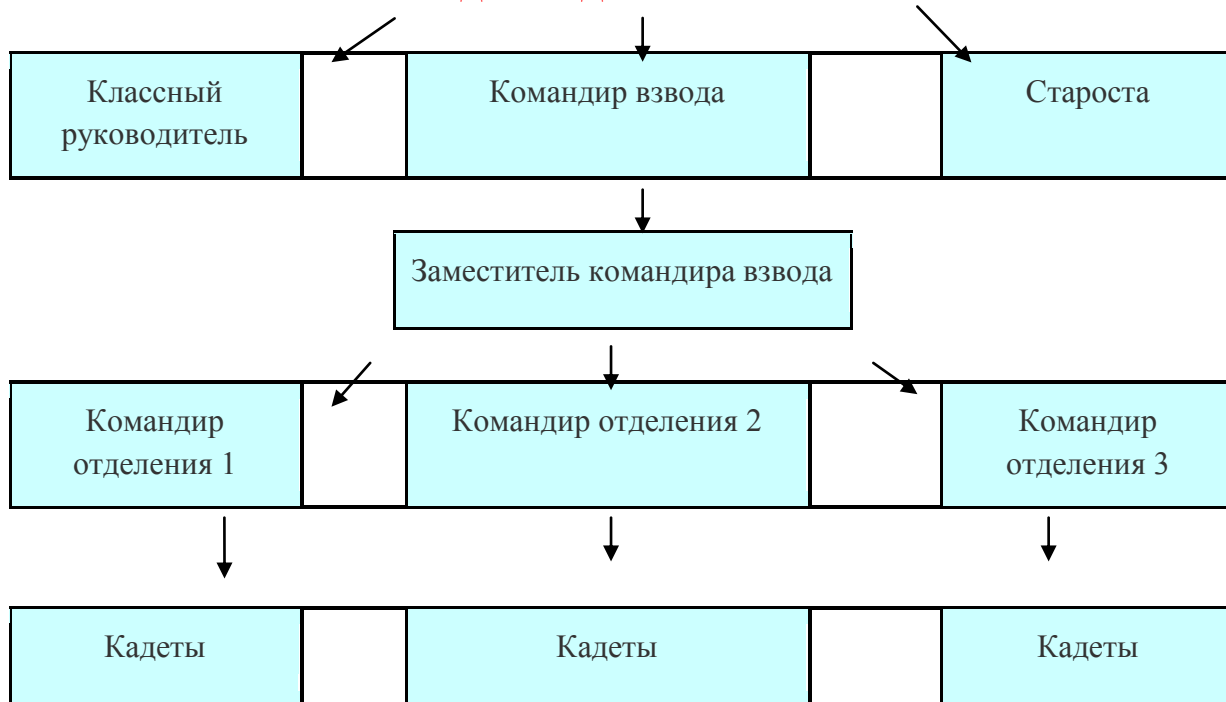 Классный
руководитель
Командир взвода
Староста
Заместитель командира взвода
Командир
отделения 1
Командир отделения 2
Командир
отделения 3
Кадеты
Кадеты
Кадеты